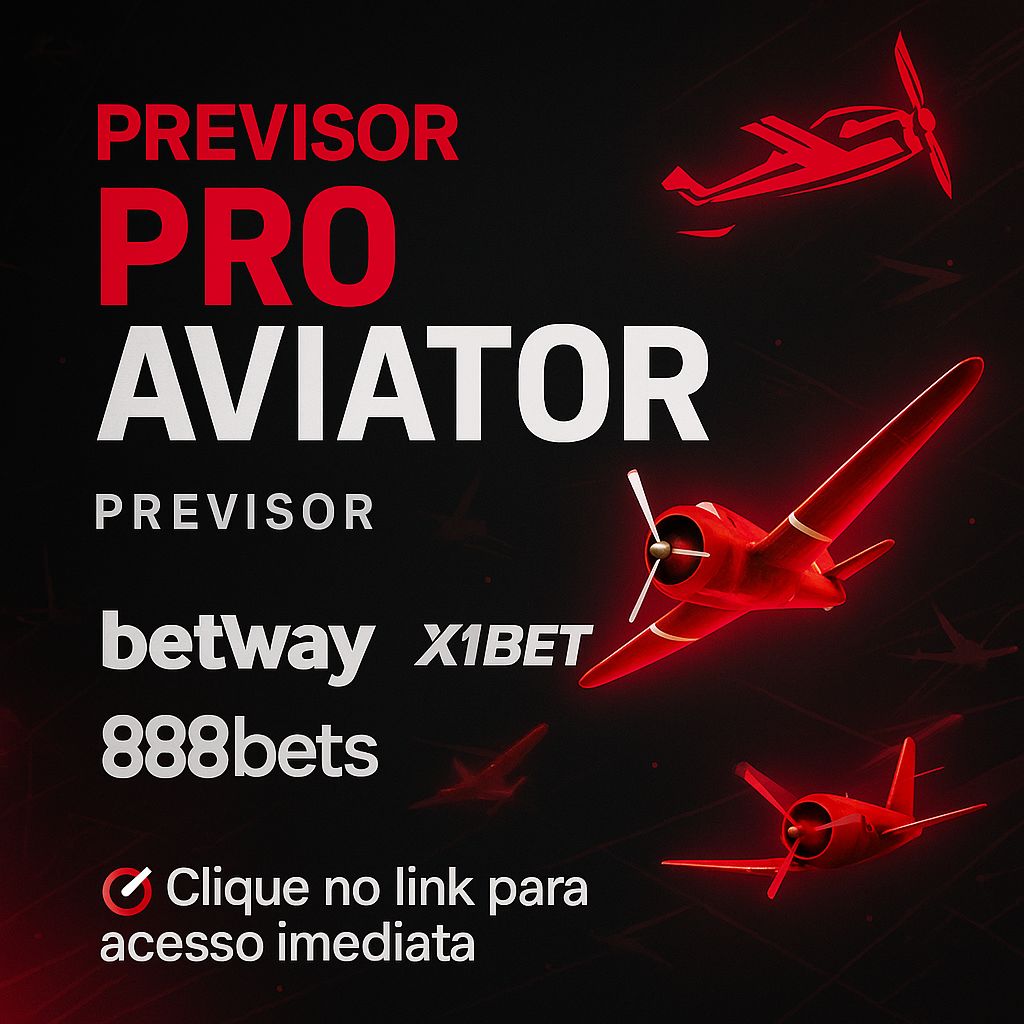 PREVISOR
PRO
AVIATOR
PREVISOR
betway X1BET
888bets
Clique no link para
acesso imediata